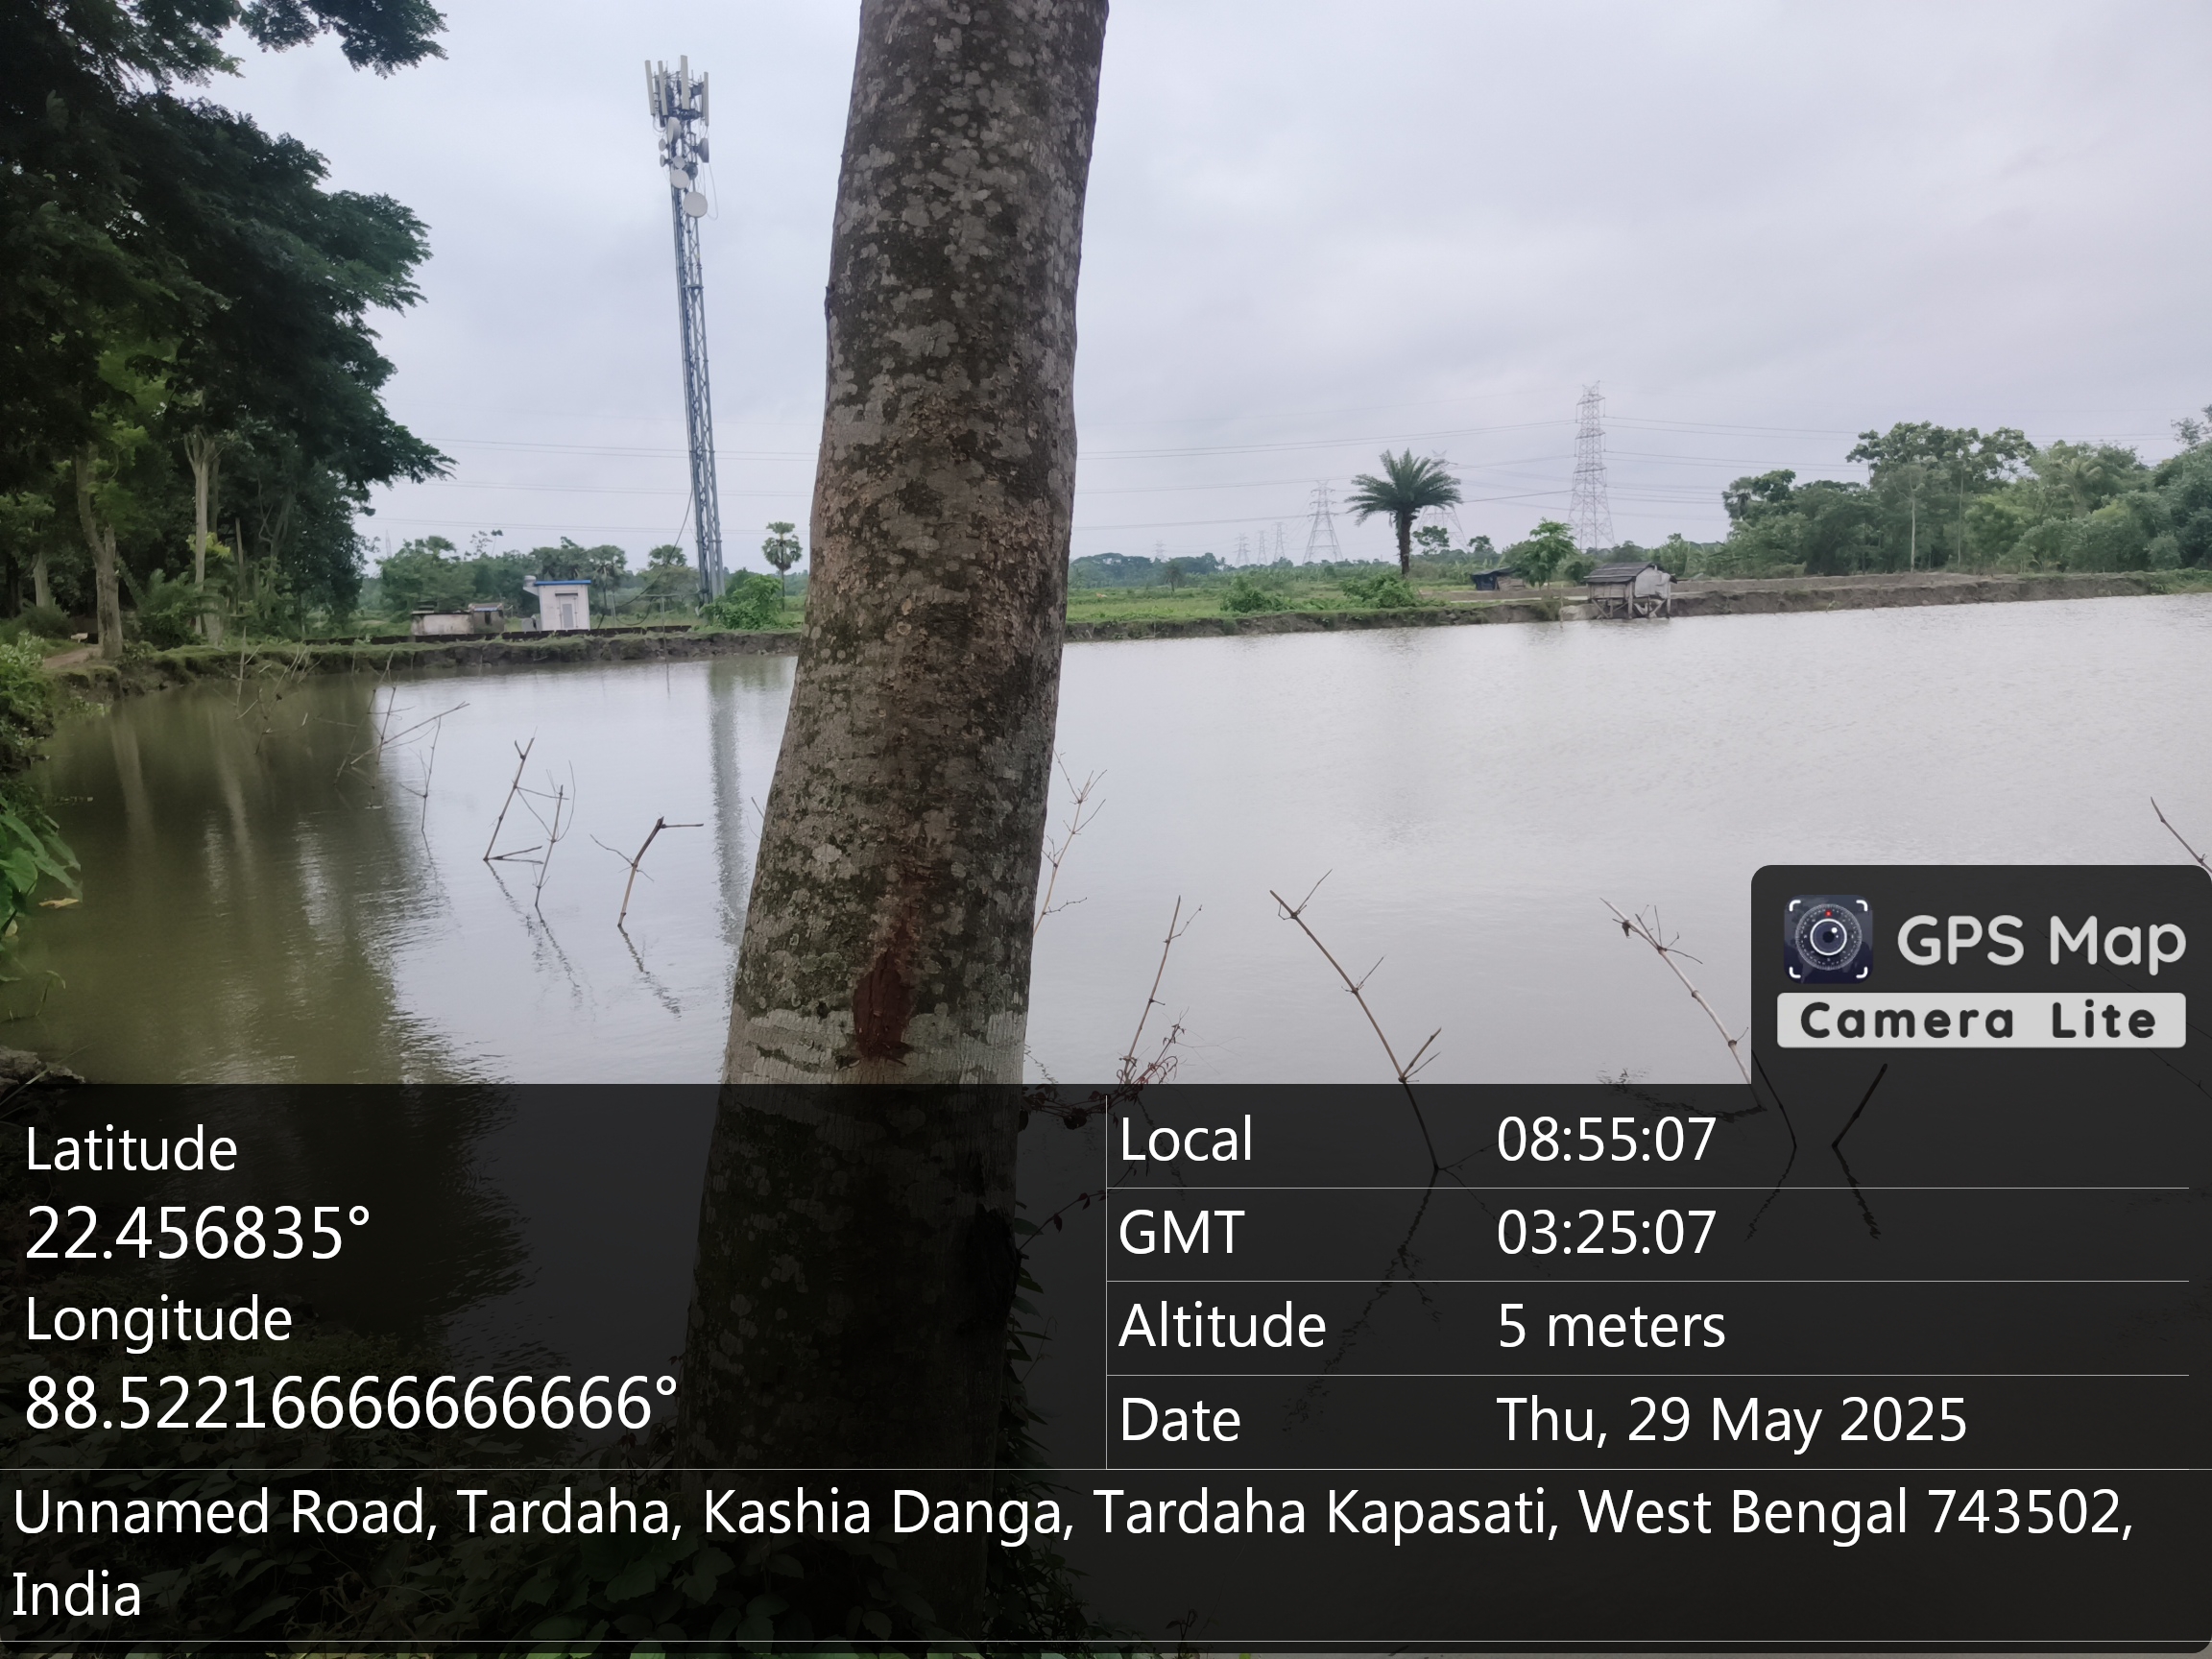 GPS Map
Camera Lite
Latitude
22.456835°
Longitude
88.52216666666666°
Local 08:55:07
GMT 03:25:07
Altitude 5 meters
Date Thu, 29 May 2025
Unnamed Road, Tardaha, Kashia Danga, Tardaha Kapasati, West Bengal 743502,
India